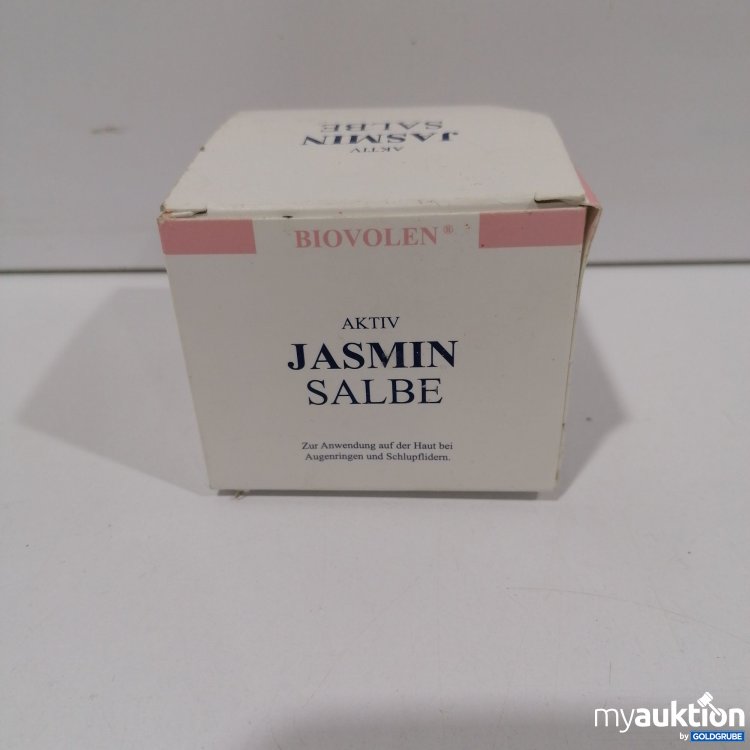 AKTIV
JASMIN
SALBE
BIOVOLEN®
AKTIV
JASMIN
SALBE
Zur Anwendung auf der Haut bei
Augenringen und Schlupflidern.
myauktion
by GOLDGRUBE